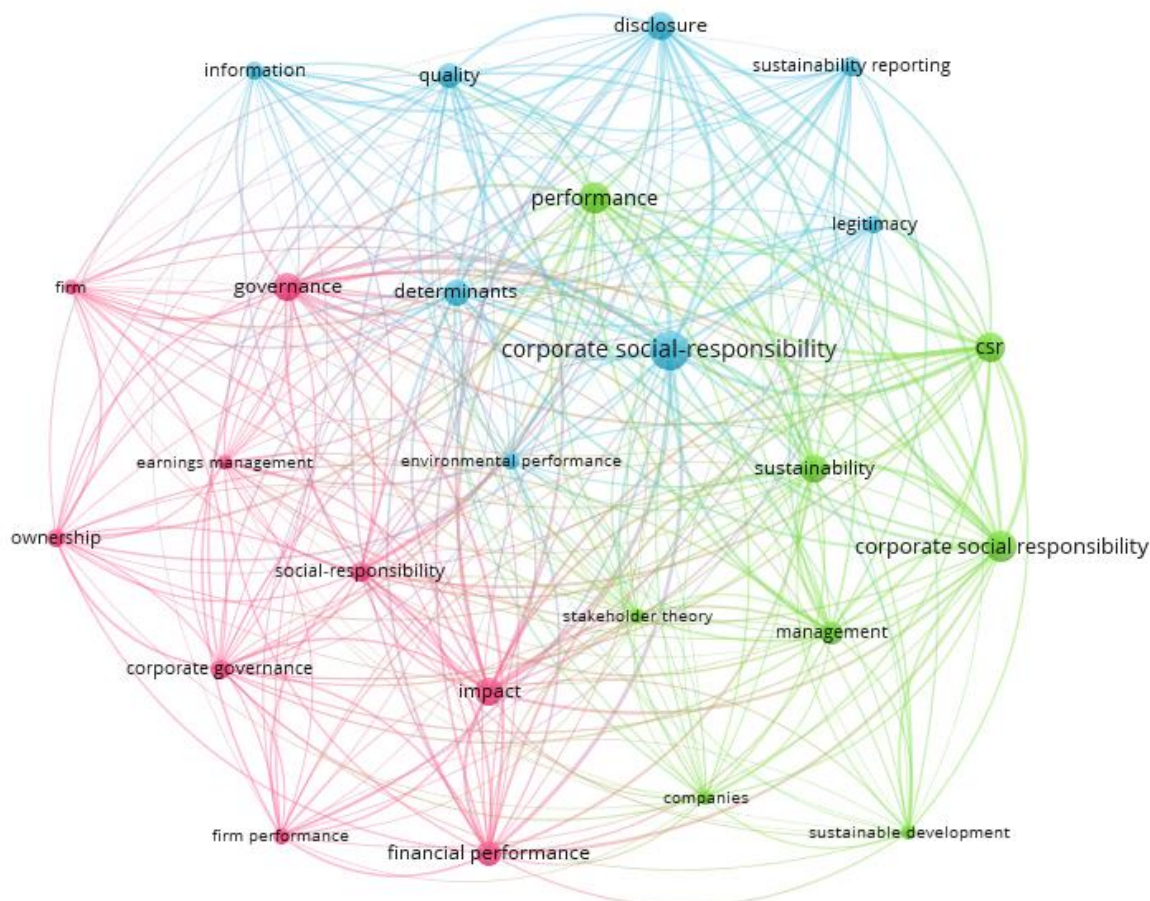 disclosure
information
quality
sustainability reporting
performance
legitimacy
firm
governance
determinants
corporate social-responsibility
csr
earnings management
environmental performance
sustainability
ownership
social-responsibility
corporate social responsibility
stakeholder theory
management
corporate governance
impact
companies
firm performance
financial performance
sustainable development